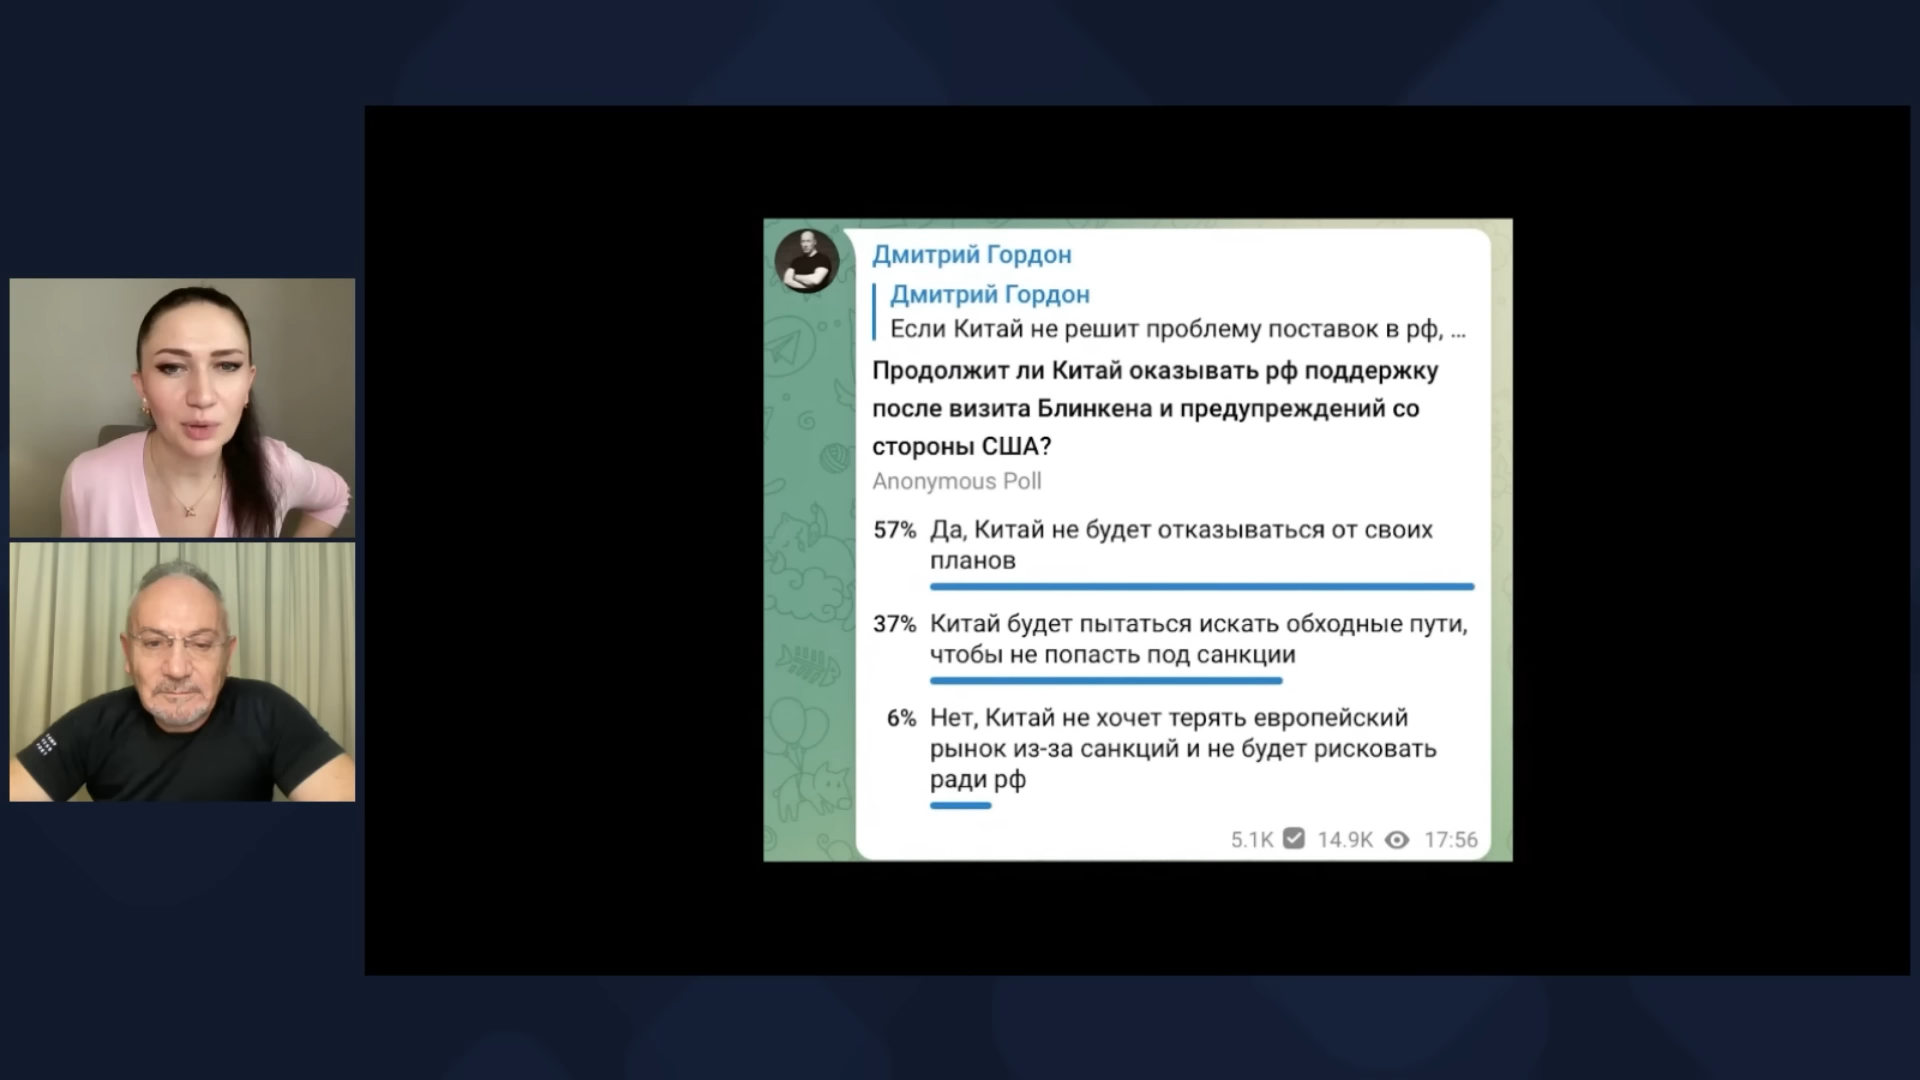 Дмитрий Гордон
Дмитрий Гордон
Если Китай не решит проблему поставок в рф, ...
Продолжит ли Китай оказывать рф поддержку
после визита Блинкена и предупреждений со
стороны США?
Anonymous Poll
57% Да, Китай не будет отказываться от своих
планов
37% Китай будет пытаться искать обходные пути,
чтобы не попасть под санкции
6% Нет, Китай не хочет терять европейский
рынок из-за санкций и не будет рисковать
ради рф
5.1K 14.9K 17:56